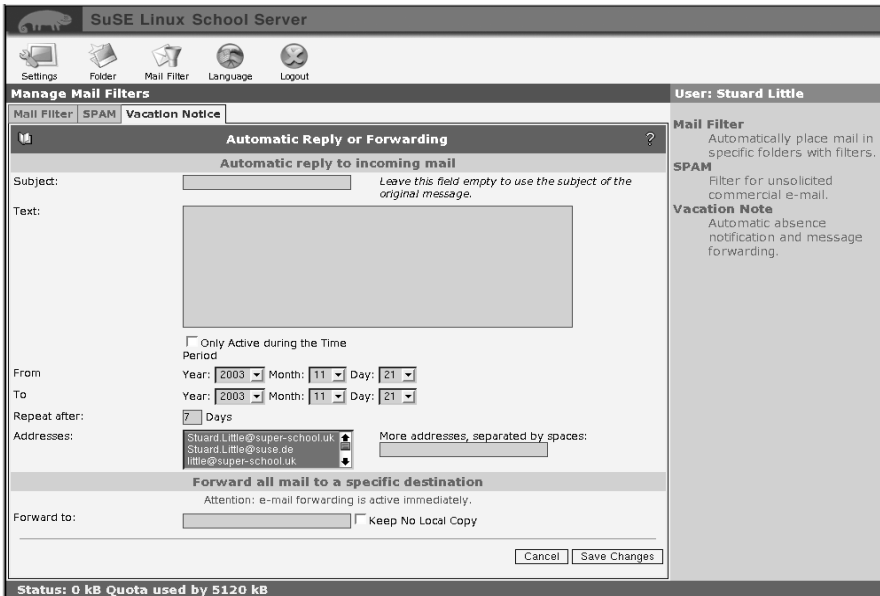 SuSE Linux School Server
Settings Folder Mail Filter Language Logout
Manage Mail Filters
User: Stuard Little
Mail Filter SPAM Vacation Notice
Automatic Reply or Forwarding ?
Automatic reply to incoming mail
Subject:
Leave this field empty to use the subject of the
original message.
Text:
Only Active during the Time
Period
From Year: 2003 Month: 11 Day: 21
To Year: 2003 Month: 11 Day: 21
Repeat after: 7 Days
Addresses:
Stuard.Little@super-school.uk
Stuard.Little@suse.de
little@super-school.uk
More addresses, separated by spaces:
Forward all mail to a specific destination
Attention: e-mail forwarding is active immediately.
Forward to: Keep No Local Copy
Cancel Save Changes
Mail Filter
Automatically place mail in
specific folders with filters.
SPAM
Filter for unsolicited
commercial e-mail.
Vacation Note
Automatic absence
notification and message
forwarding.
Status: 0 kB Quota used by 5120 kB